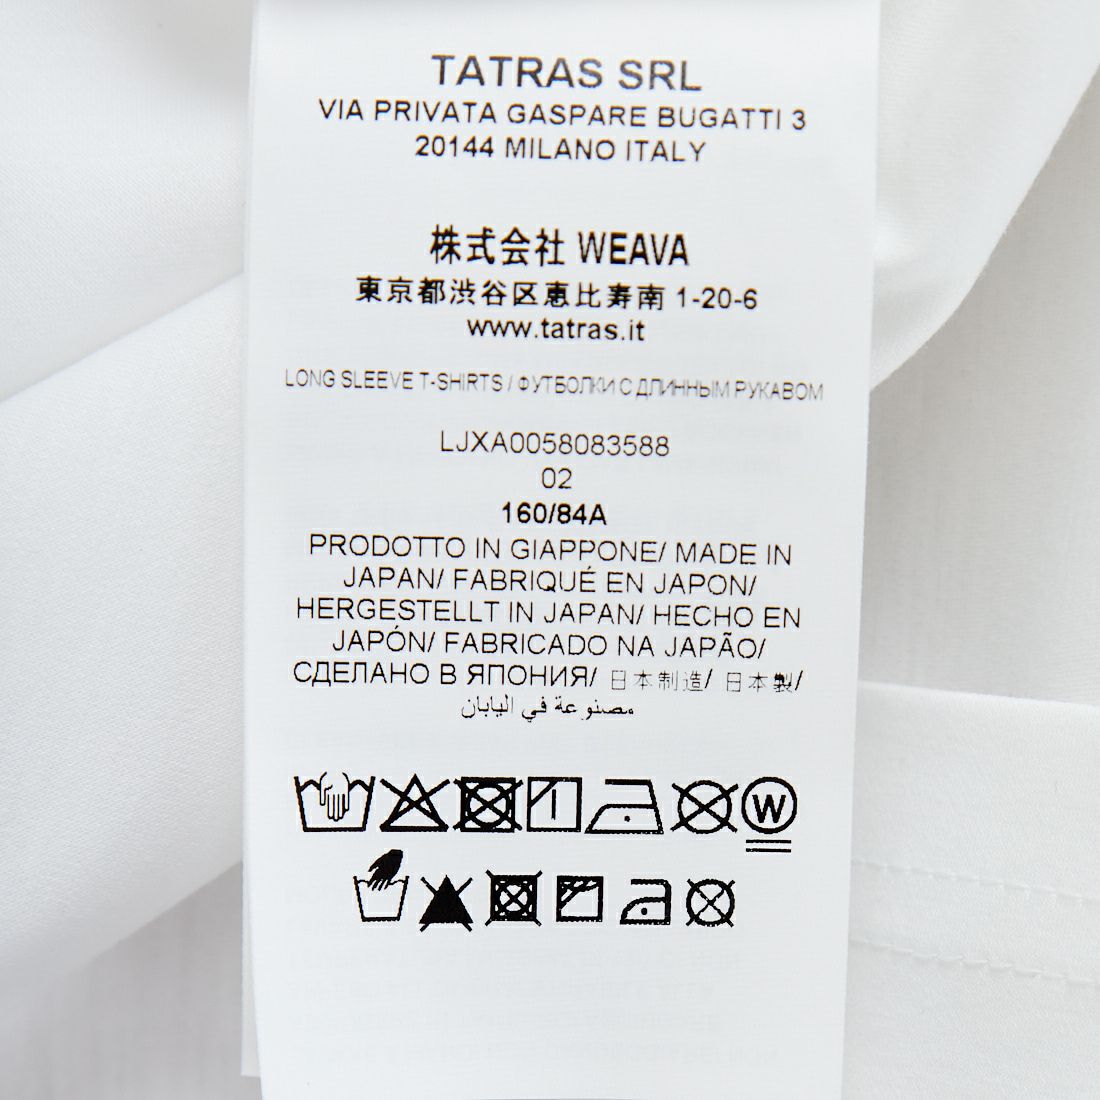 TATRAS SRL
VIA PRIVATA GASPARE BUGATTI 3
20144 MILANO ITALY
株式会社 WEAVA
東京都渋谷区恵比寿南 1-20-6
www.tatras.it
LONG SLEEVE T-SHIRTS / ФУТБОЛКИ С ДЛИННЫМ РУКАВОМ
LJXA0058083588
02
160/84A
PRODOTTO IN GIAPPONE/ MADE IN
JAPAN/ FABRIQUÉ EN JAPON/
HERGESTELLT IN JAPAN/ HECHO EN
JAPÓN/ FABRICADO NA JAPÃO/
СДЕЛАНО В ЯПОНИЯ/ 日本制造/ 日本製/
مصنوعة في اليابان
W